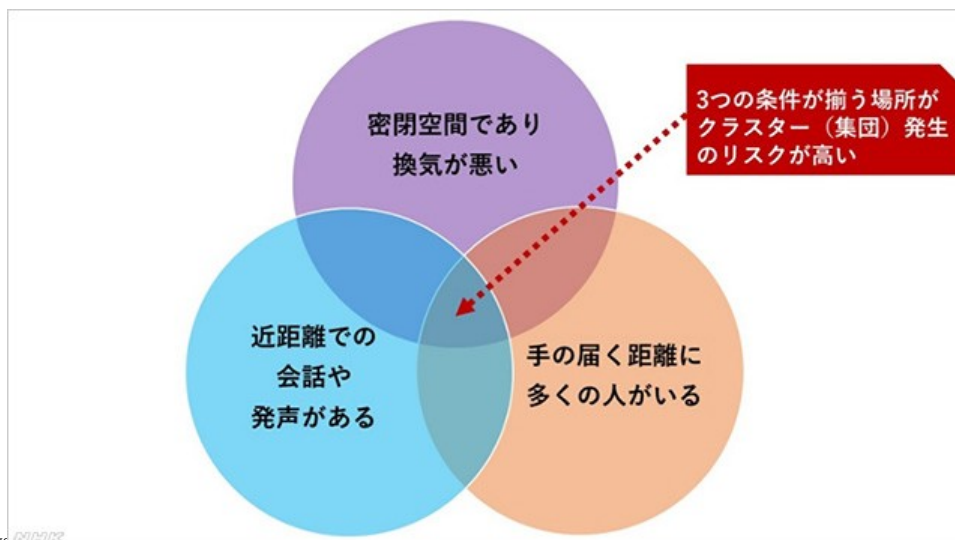 密閉空間であり
換気が悪い
3つの条件が揃う場所が
クラスター（集団）発生
のリスクが高い
近距離での
会話や
発声がある
手の届く距離に
多くの人がいる
NHK